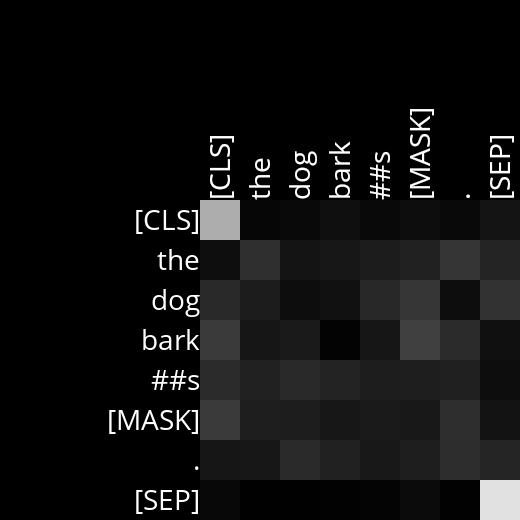 [CLS] the dog bark ##s [MASK] . [SEP]
[CLS]
the
dog
bark
##s
[MASK]
.
[SEP]